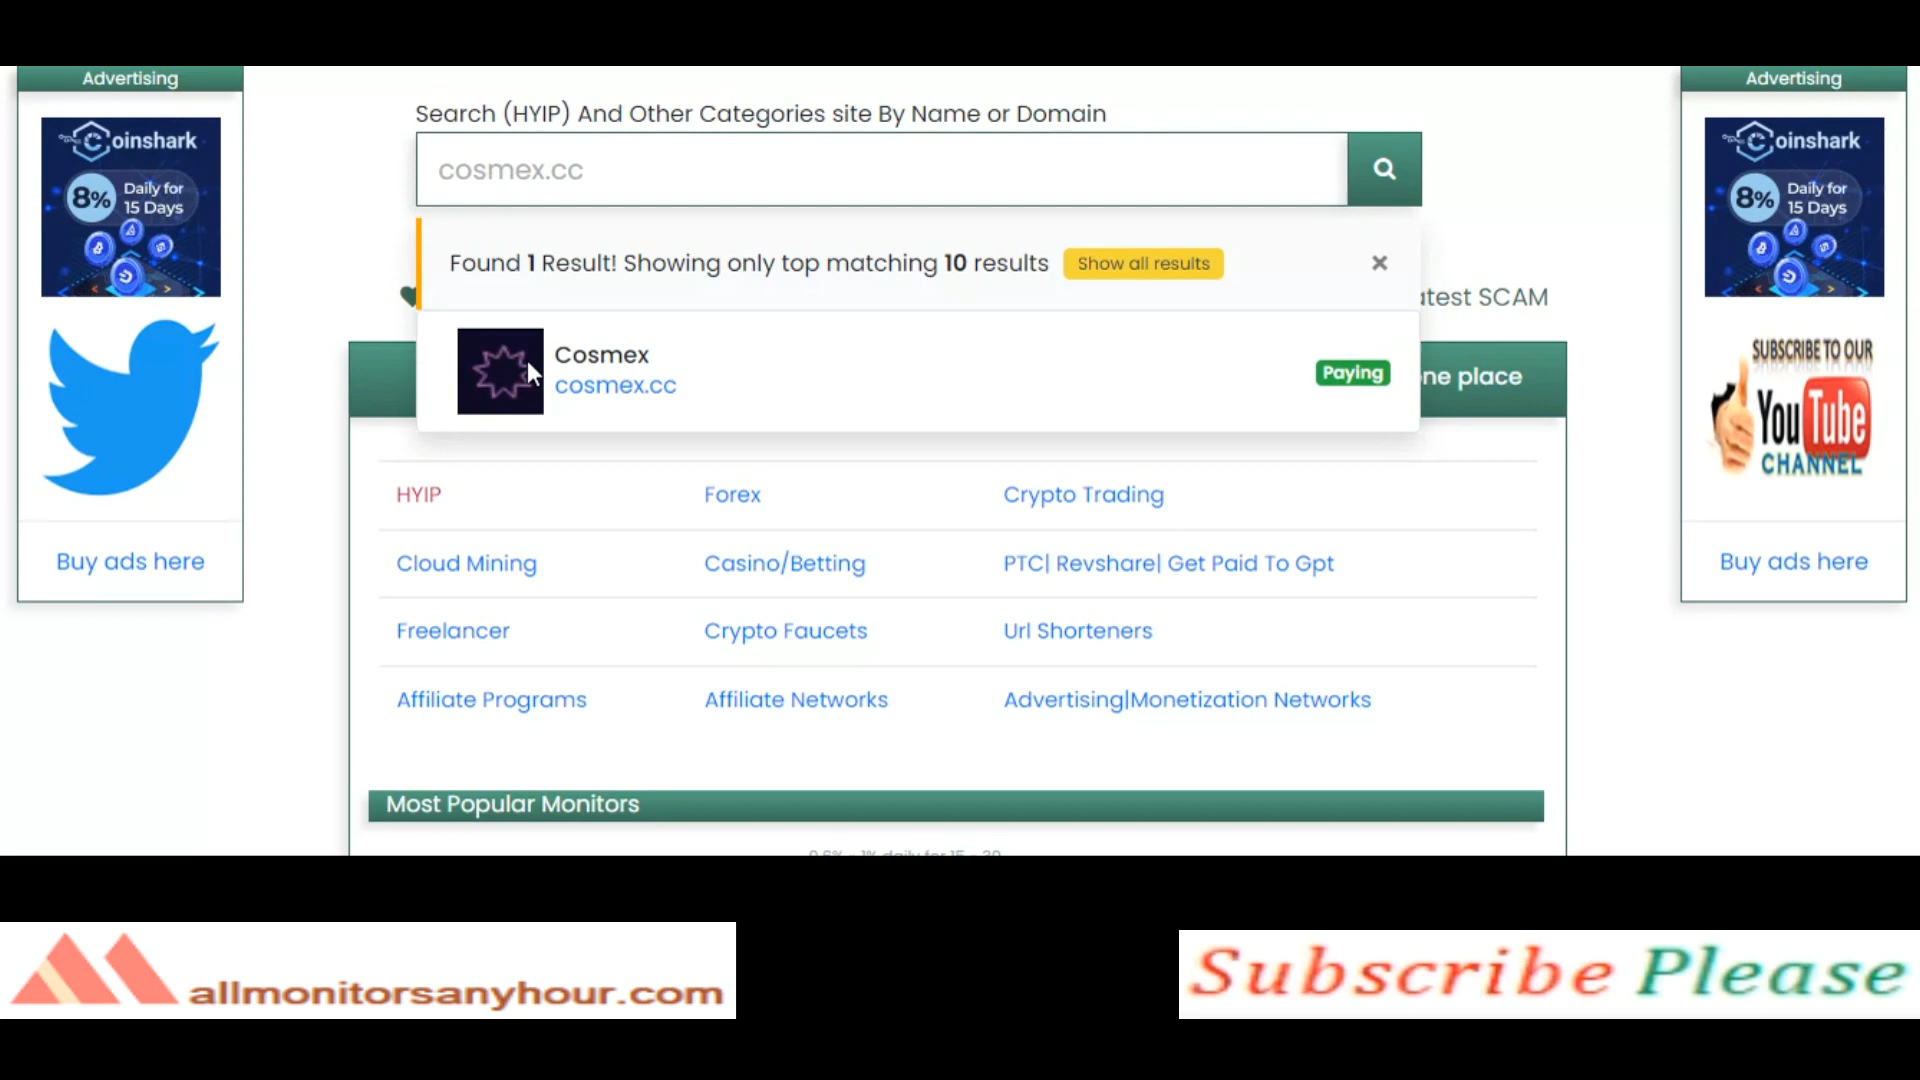 Advertising
Coinshark
8% Daily for
15 Days
Buy ads here
Search (HYIP) And Other Categories site By Name or Domain
cosmex.cc
Found 1 Result! Showing only top matching 10 results Show all results ×
atest SCAM
Cosmex
cosmex.cc
Paying
ne place
HYIP Forex Crypto Trading
Cloud Mining Casino/Betting PTC| Revshare| Get Paid To Gpt
Freelancer Crypto Faucets Url Shorteners
Affiliate Programs Affiliate Networks Advertising|Monetization Networks
Most Popular Monitors
Advertising
Coinshark
8% Daily for
15 Days
SUBSCRIBE TO OUR
YouTube
CHANNEL
Buy ads here
allmonitorsanyhour.com
Subscribe Please